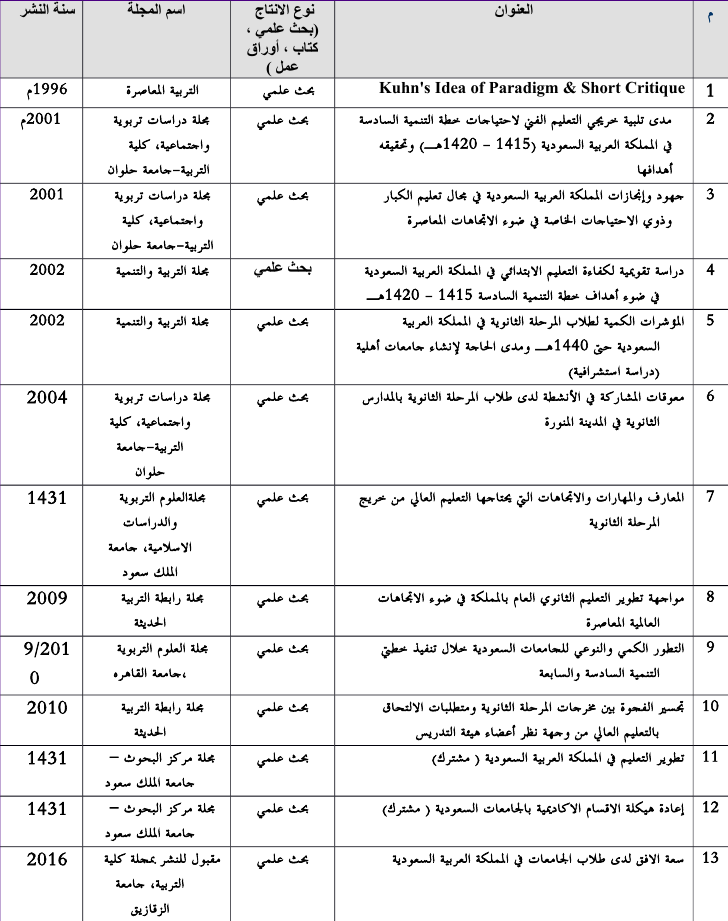 م
العنوان
نوع الانتاج
(بحث علمي ،
كتاب ، أوراق
عمل )
اسم المجلة
سنة النشر
1
Kuhn's Idea of Paradigm & Short Critique
بحث علمي
التربية المعاصرة
1996م
2
مدى تلبية خريجي التعليم الفني لاحتياجات خطة التنمية السادسة
في المملكة العربية السعودية (1415 – 1420هـ) وتحقيقه
أهدافها
بحث علمي
مجلة دراسات تربوية
واجتماعية، كلية
التربية-جامعة حلوان
2001م
3
جهود وإنجازات المملكة العربية السعودية في مجال تعليم الكبار
وذوي الاحتياجات الخاصة في ضوء الاتجاهات المعاصرة
بحث علمي
مجلة دراسات تربوية
واجتماعية، كلية
التربية-جامعة حلوان
2001
4
دراسة تقويمية لكفاءة التعليم الابتدائي في المملكة العربية السعودية
في ضوء أهداف خطة التنمية السادسة 1415 – 1420هـ
بحث علمي
مجلة التربية والتنمية
2002
5
المؤشرات الكمية لطلاب المرحلة الثانوية في المملكة العربية
السعودية حتى 1440هـ ومدى الحاجة لإنشاء جامعات أهلية
(دراسة استشرافية)
بحث علمي
مجلة التربية والتنمية
2002
6
معوقات المشاركة في الأنشطة لدى طلاب المرحلة الثانوية بالمدارس
الثانوية في المدينة المنورة
بحث علمي
مجلة دراسات تربوية
واجتماعية، كلية
التربية-جامعة
حلوان
2004
7
المعارف والمهارات والاتجاهات التي يحتاجها التعليم العالي من خريج
المرحلة الثانوية
بحث علمي
مجلةالعلوم التربوية
والدراسات
الاسلامية، جامعة
الملك سعود
1431
8
مواجهة تطوير التعليم الثانوي العام بالمملكة في ضوء الاتجاهات
العالمية المعاصرة
بحث علمي
مجلة رابطة التربية
الحديثة
2009
9
التطور الكمي والنوعي للجامعات السعودية خلال تنفيذ خطتي
التنمية السادسة والسابعة
بحث علمي
مجلة العلوم التربوية
،جامعة القاهره
9/201
0
10
تجسير الفجوة بين مخرجات المرحلة الثانوية ومتطلبات الالتحاق
بالتعليم العالي من وجهة نظر أعضاء هيئة التدريس
بحث علمي
مجلة رابطة التربية
الحديثة
2010
11
تطوير التعليم في المملكة العربية السعودية ( مشترك)
بحث علمي
مجلة مركز البحوث –
جامعة الملك سعود
1431
12
إعادة هيكلة الاقسام الاكاديمية بالجامعات السعودية ( مشترك)
بحث علمي
مجلة مركز البحوث –
جامعة الملك سعود
1431
13
سعة الافق لدى طلاب الجامعات في المملكة العربية السعودية
بحث علمي
مقبول للنشر بمجلة كلية
التربية، جامعة
الزقازيق
2016